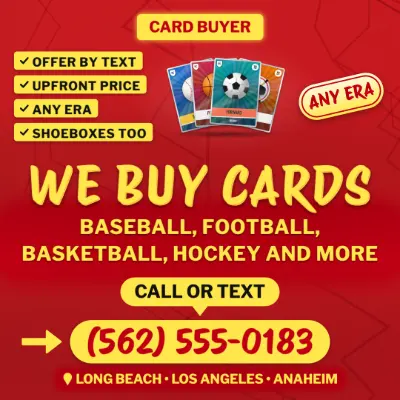 CARD BUYER
✓ OFFER BY TEXT
✓ UPFRONT PRICE
✓ ANY ERA
✓ SHOEBOXES TOO
ANY ERA
WE BUY CARDS
BASEBALL, FOOTBALL,
BASKETBALL, HOCKEY AND MORE
CALL OR TEXT
(562) 555-0183
LONG BEACH • LOS ANGELES • ANAHEIM